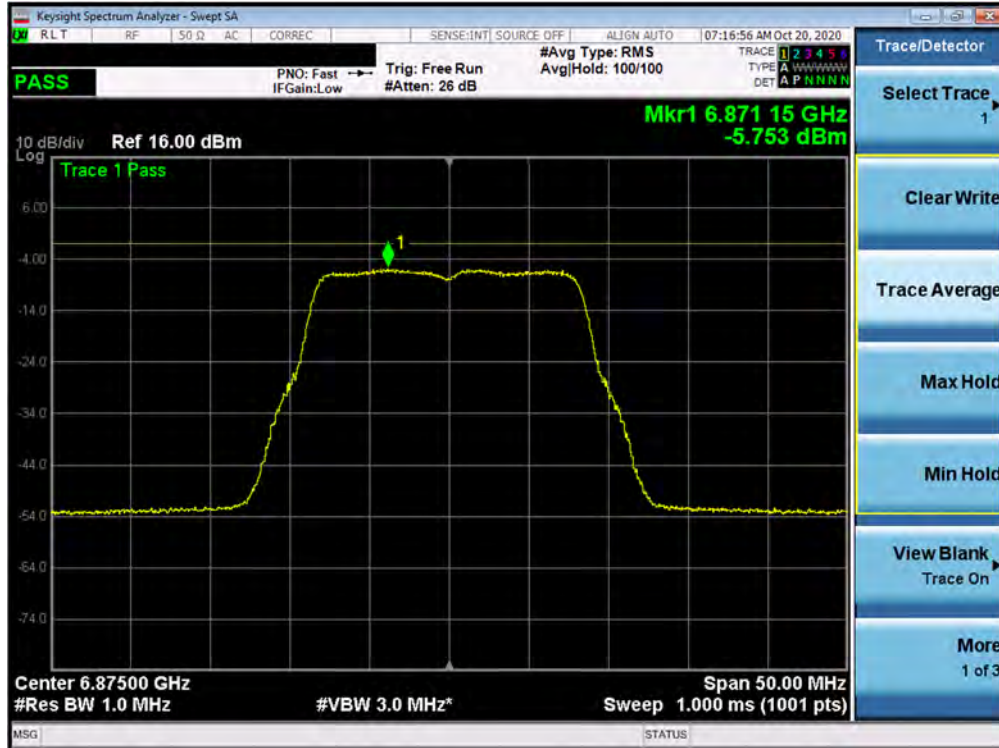 Keysight Spectrum Analyzer - Swept SA
LXI RLT RF 50 Ω AC CORREC SENSE:INT SOURCE OFF ALIGN AUTO 07:16:56 AM Oct 20, 2020
PASS
PNO: Fast
IFGain:Low
Trig: Free Run
#Atten: 26 dB
#Avg Type: RMS
Avg|Hold: 100/100
TRACE 1 2 3 4 5 6
TYPE A WWWWW
DET A P N N N N
Mkr1 6.871 15 GHz
-5.753 dBm
10 dB/div Ref 16.00 dBm
Log
Trace 1 Pass
6.00
1
-4.00
-14.0
-24.0
-34.0
-44.0
-54.0
-64.0
-74.0
Center 6.87500 GHz
Span 50.00 MHz
#Res BW 1.0 MHz
#VBW 3.0 MHz*
Sweep 1.000 ms (1001 pts)
MSG
STATUS
Trace/Detector
Select Trace
1
Clear Write
Trace Average
Max Hold
Min Hold
View Blank
Trace On
More
1 of 3